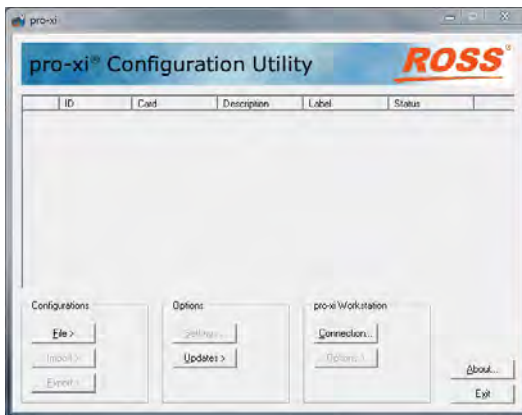 pro-xi
pro-xi® Configuration Utility
ROSS®
ID Card Description Label Status
Configurations Options pro-xi Workstation
File > Settings... Connection...
Import > Updates > Options >
Export >
About...
Exit